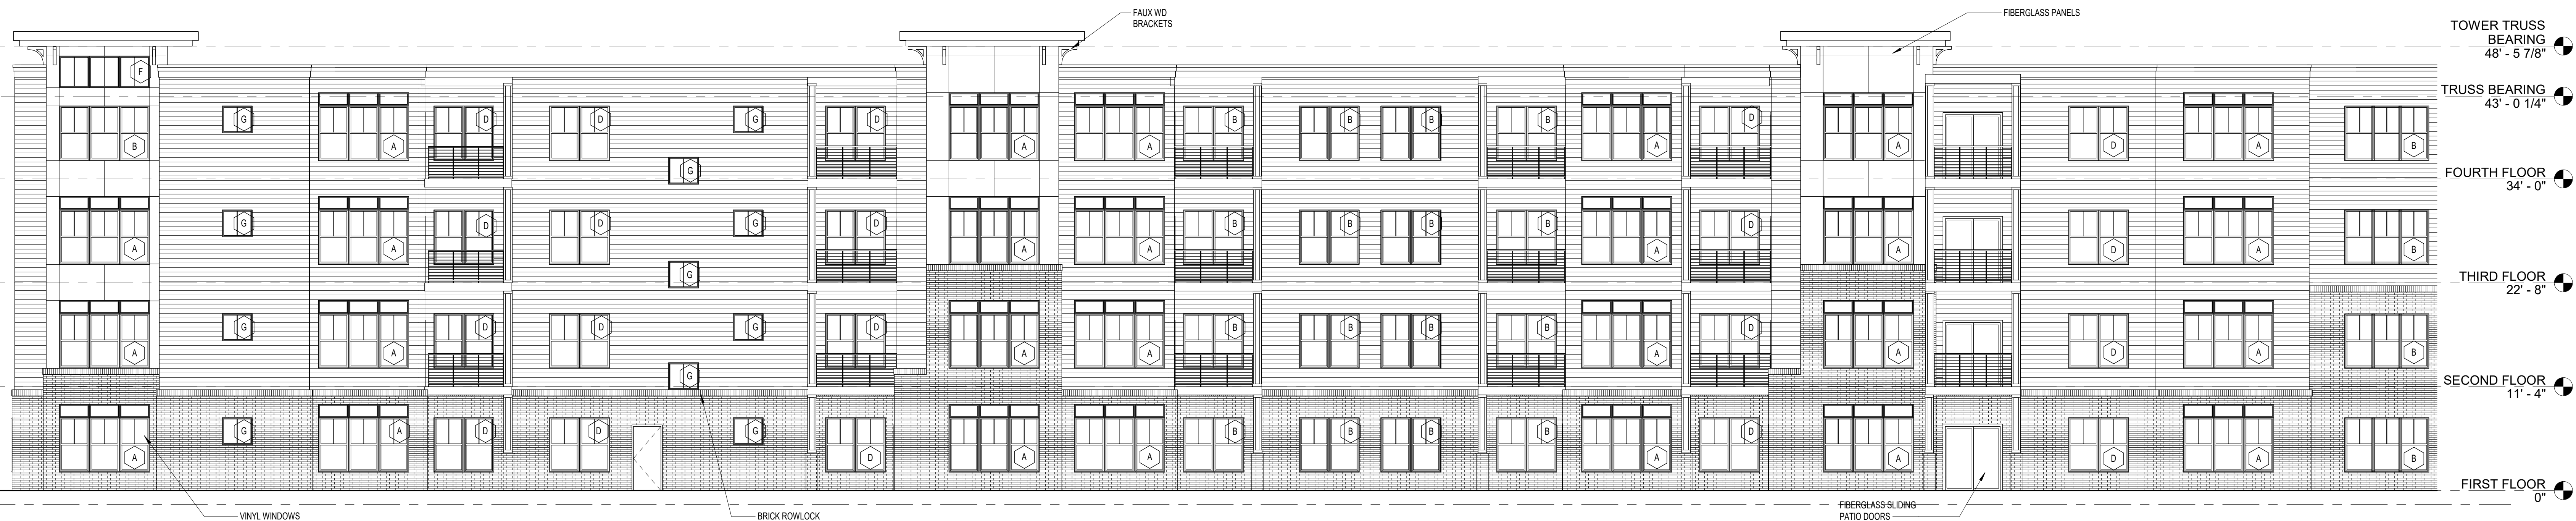 FAUX WD
BRACKETS
FIBERGLASS PANELS
TOWER TRUSS
BEARING
48' - 5 7/8"
F
TRUSS BEARING
43' - 0 1/4"
B G A D D G D A A B B B B A D A D A B
G
FOURTH FLOOR
34' - 0"
A G A D D G D A A B B B B A D A D A B
G
THIRD FLOOR
22' - 8"
A G A D D G D A A B B B B A D A D A B
G
SECOND FLOOR
11' - 4"
A G A D D G D A A B B B B A D A D A B
FIRST FLOOR
0"
VINYL WINDOWS
BRICK ROWLOCK
FIBERGLASS SLIDING
PATIO DOORS